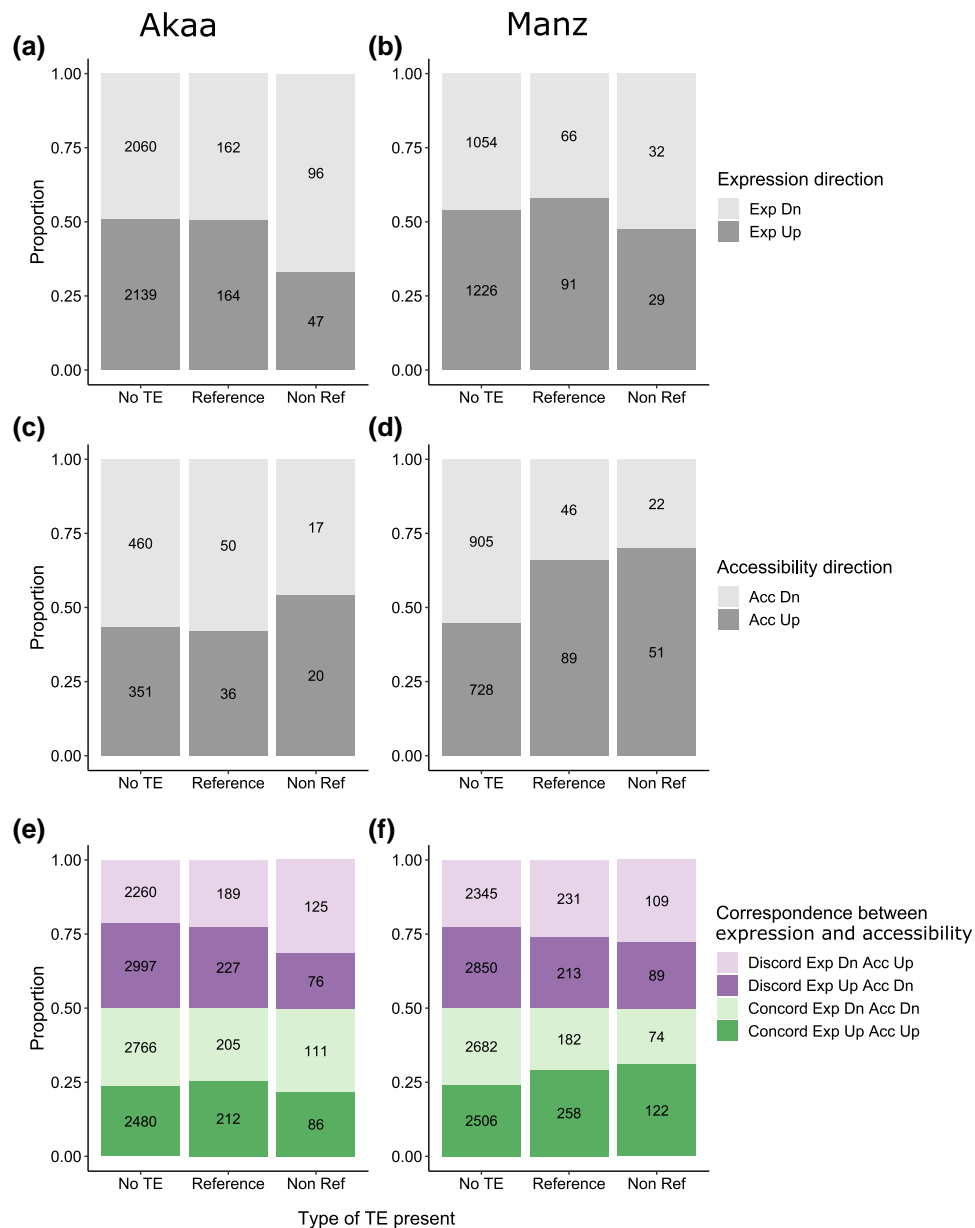 Akaa
Manz
(a)
(b)
1.00
0.75
0.50
0.25
0.00
Proportion
2060
162
96
2139
164
47
No TE
Reference
Non Ref
1.00
0.75
0.50
0.25
0.00
1054
66
32
1226
91
29
No TE
Reference
Non Ref
Expression direction
Exp Dn
Exp Up
(c)
(d)
1.00
0.75
0.50
0.25
0.00
Proportion
460
50
17
351
36
20
No TE
Reference
Non Ref
1.00
0.75
0.50
0.25
0.00
905
46
22
728
89
51
No TE
Reference
Non Ref
Accessibility direction
Acc Dn
Acc Up
(e)
(f)
1.00
0.75
0.50
0.25
0.00
Proportion
2260
189
125
2997
227
76
2766
205
111
2480
212
86
No TE
Reference
Non Ref
1.00
0.75
0.50
0.25
0.00
2345
231
109
2850
213
89
2682
182
74
2506
258
122
No TE
Reference
Non Ref
Correspondence between
expression and accessibility
Discord Exp Dn Acc Up
Discord Exp Up Acc Dn
Concord Exp Dn Acc Dn
Concord Exp Up Acc Up
Type of TE present